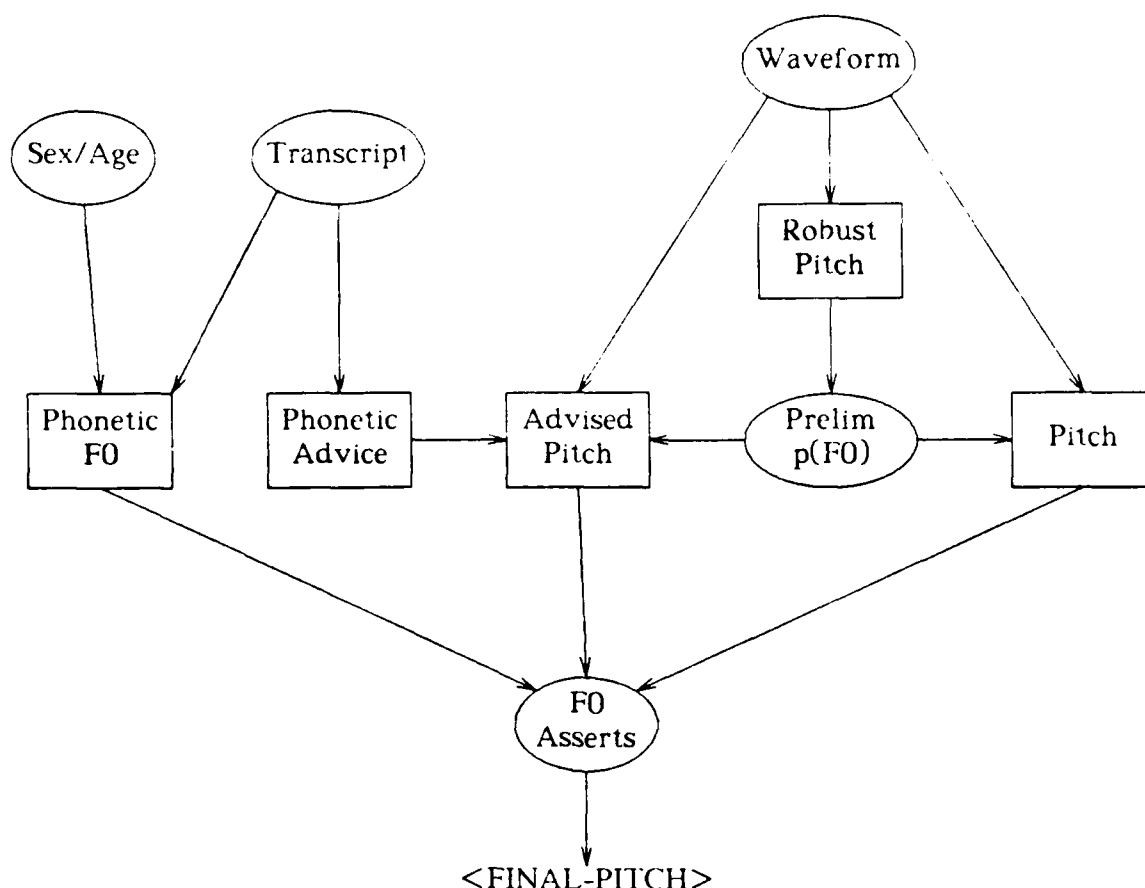 Waveform
Sex/Age
Transcript
Robust
Pitch
Phonetic
F0
Phonetic
Advice
Advised
Pitch
Prelim
p(F0)
Pitch
F0
Asserts
<FINAL-PITCH>